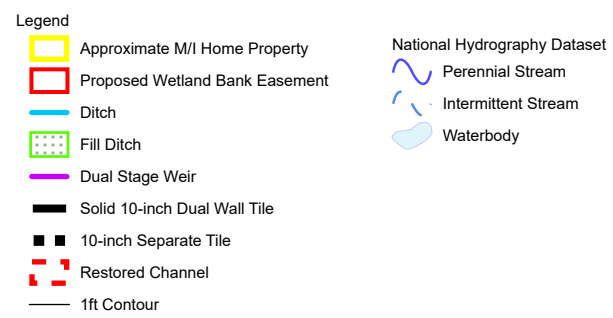 Legend
Approximate M/I Home Property
Proposed Wetland Bank Easement
Ditch
Fill Ditch
Dual Stage Weir
Solid 10-inch Dual Wall Tile
10-inch Separate Tile
Restored Channel
1ft Contour
National Hydrography Dataset
Perennial Stream
Intermittent Stream
Waterbody